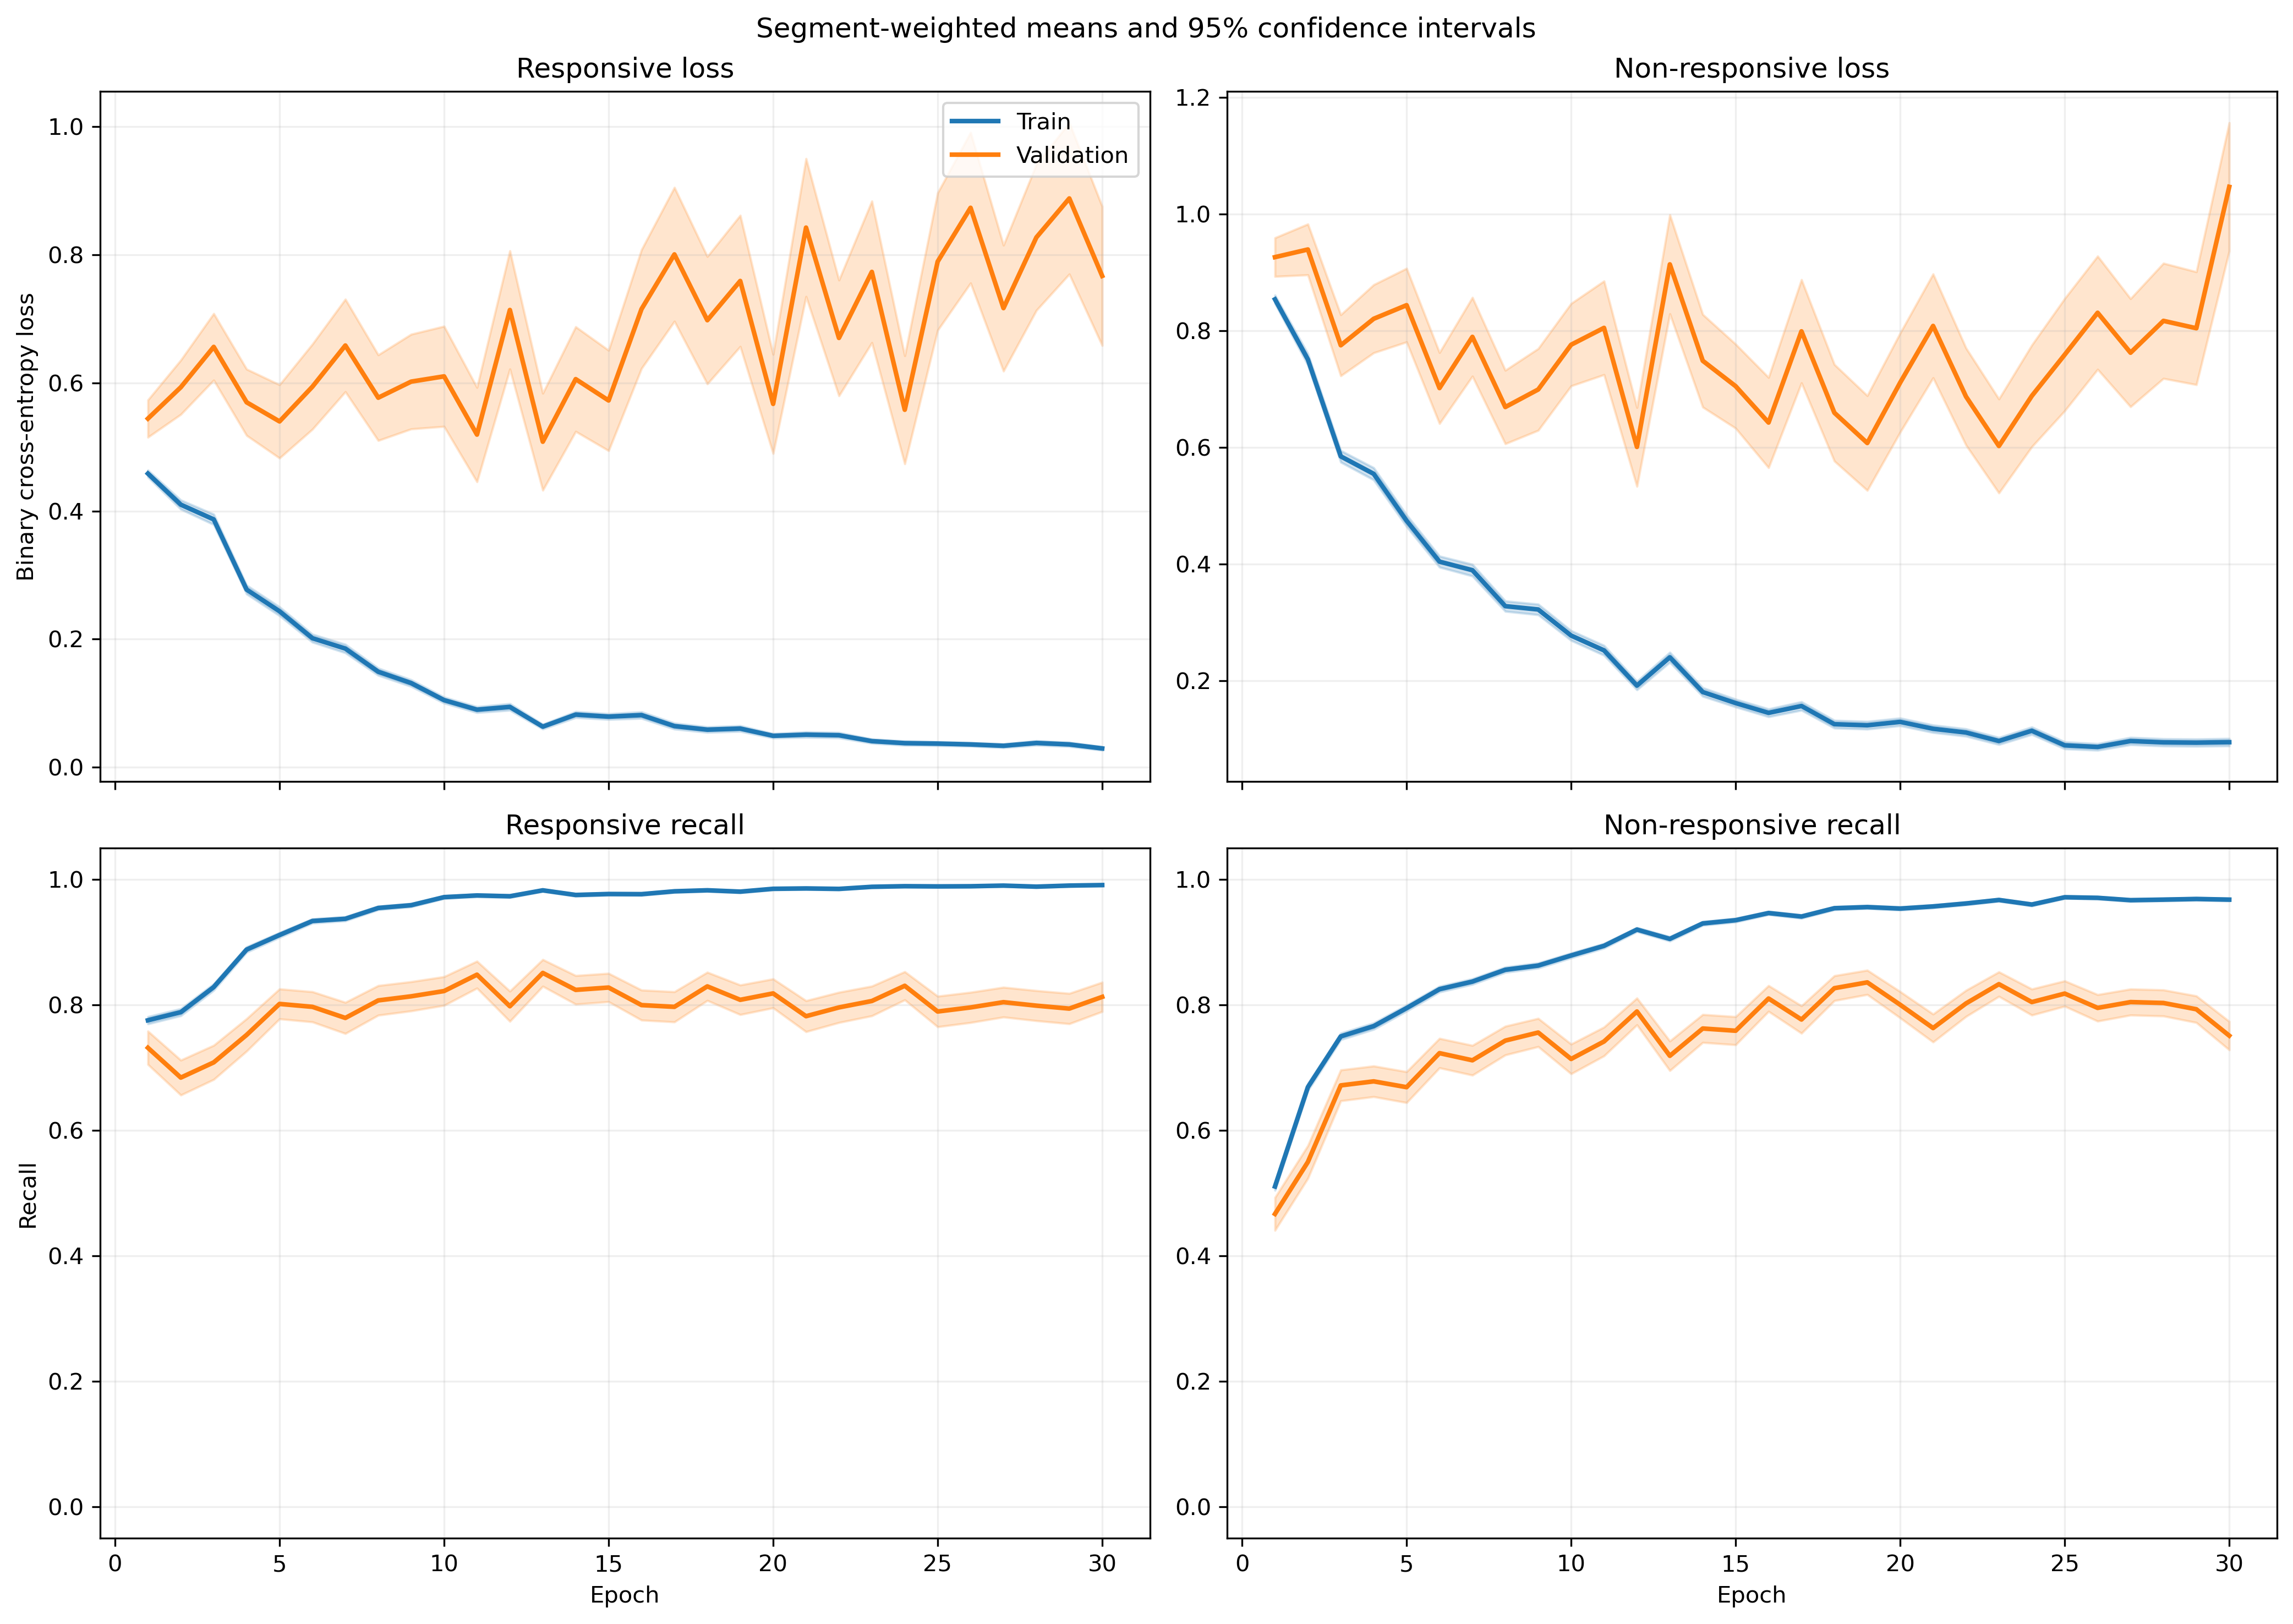 Segment-weighted means and 95% confidence intervals
Responsive loss
Non-responsive loss
Train
Validation
Binary cross-entropy loss
1.0
0.8
0.6
0.4
0.2
0.0
1.2
1.0
0.8
0.6
0.4
0.2
Responsive recall
Non-responsive recall
Recall
1.0
0.8
0.6
0.4
0.2
0.0
0 5 10 15 20 25 30
Epoch
1.0
0.8
0.6
0.4
0.2
0.0
0 5 10 15 20 25 30
Epoch